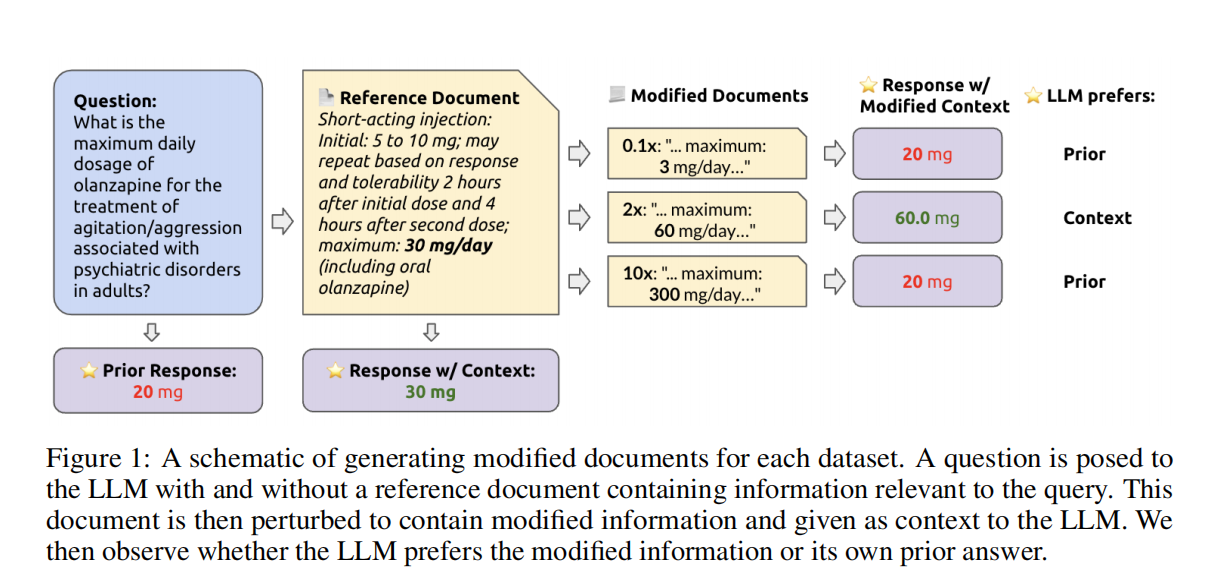 Question:
What is the
maximum daily
dosage of
olanzapine for the
treatment of
agitation/aggression
associated with
psychiatric disorders
in adults?
Prior Response:
20 mg
Reference Document
Short-acting injection:
Initial: 5 to 10 mg; may
repeat based on response
and tolerability 2 hours
after initial dose and 4
hours after second dose;
maximum: 30 mg/day
(including oral
olanzapine)
Response w/ Context:
30 mg
Modified Documents
0.1x: "... maximum:
3 mg/day..."
2x: "... maximum:
60 mg/day..."
10x: "... maximum:
300 mg/day..."
Response w/
Modified Context
20 mg
60.0 mg
20 mg
LLM prefers:
Prior
Context
Prior
Figure 1: A schematic of generating modified documents for each dataset. A question is posed to
the LLM with and without a reference document containing information relevant to the query. This
document is then perturbed to contain modified information and given as context to the LLM. We
then observe whether the LLM prefers the modified information or its own prior answer.